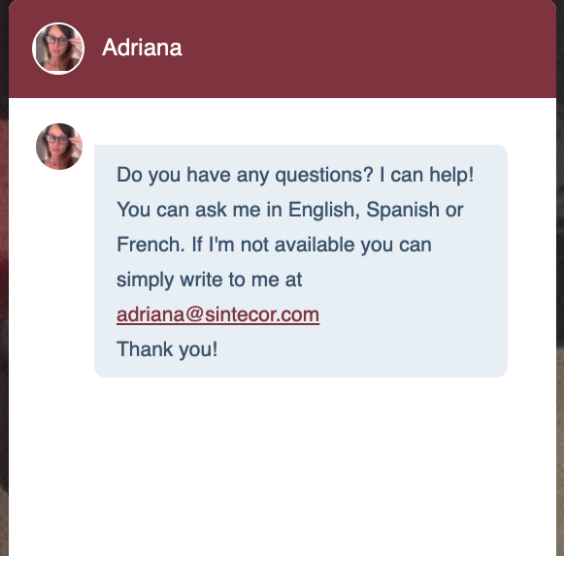 Adriana
Do you have any questions? I can help!
You can ask me in English, Spanish or
French. If I'm not available you can
simply write to me at
adriana@sintecor.com
Thank you!